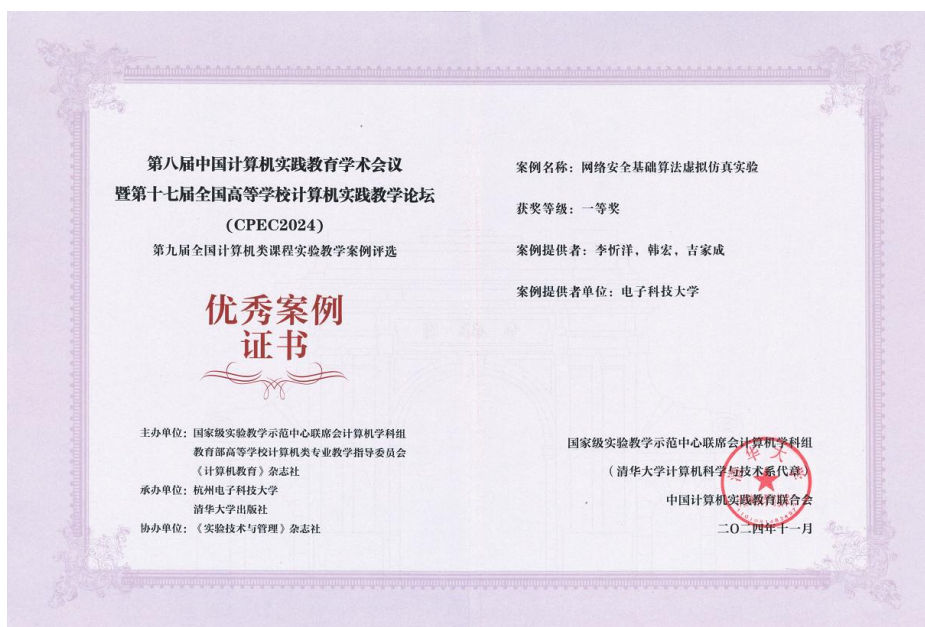 第八届中国计算机实践教育学术会议
暨第十七届全国高等学校计算机实践教学论坛
(CPEC2024)
第九届全国计算机类课程实验教学案例评选
优秀案例
证书
主办单位：国家级实验教学示范中心联席会计算机学科组
教育部高等学校计算机类专业教学指导委员会
《计算机教育》杂志社
承办单位：杭州电子科技大学
清华大学出版社
协办单位：《实验技术与管理》杂志社
案例名称：网络安全基础算法虚拟仿真实验
获奖等级：一等奖
案例提供者：李忻洋，韩宏，吉家成
案例提供者单位：电子科技大学
国家级实验教学示范中心联席会计算机学科组
（清华大学计算机科学与技术系代章）
中国计算机实践教育联合会
二〇二四年十一月
清华大学